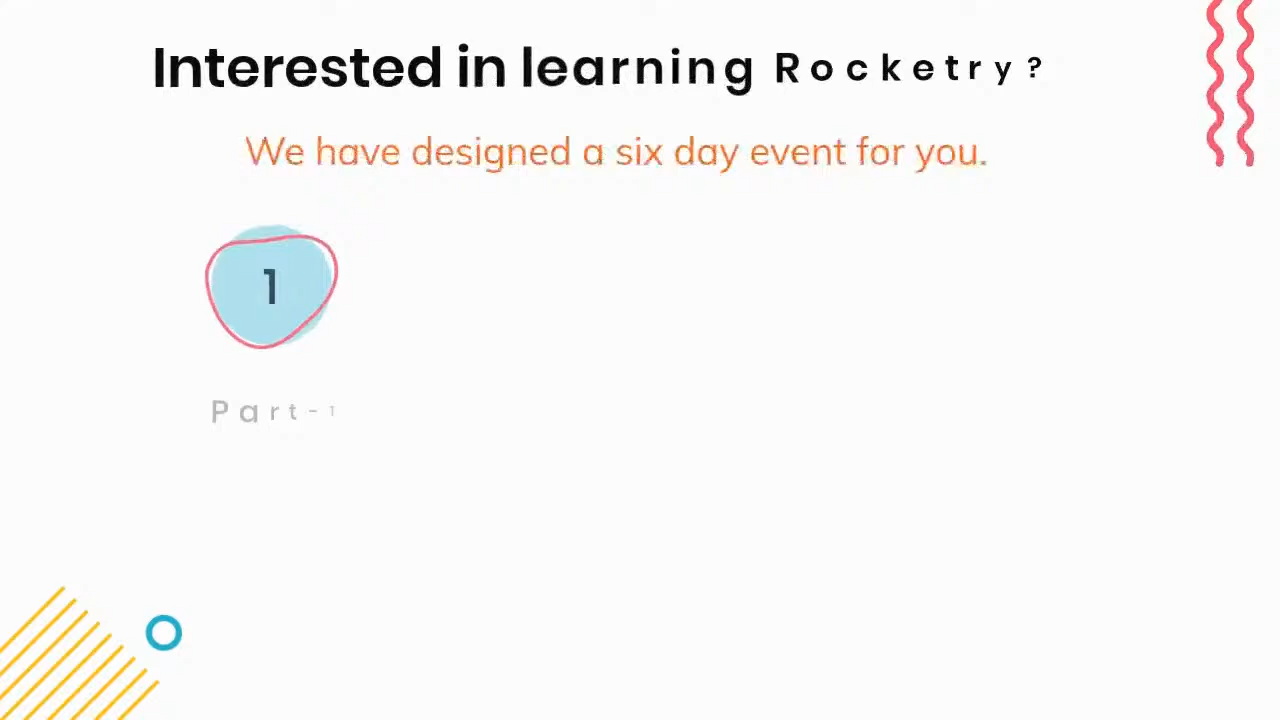 Interested in learning Rocketry?
We have designed a six day event for you.
1
Part-1